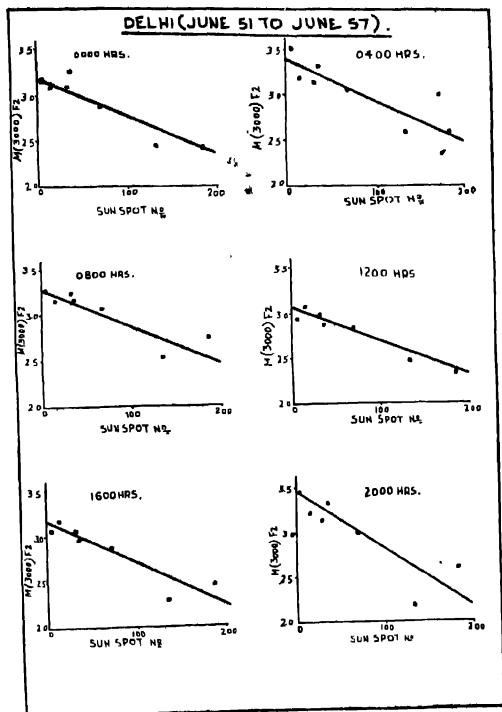 DELHI (JUNE 51 TO JUNE 57).
0000 HRS.
M(3000)F2
3.5
3.0
2.5
2.0
0
100
200
SUN SPOT No
0400 HRS.
M(3000)F2
3.5
3.0
2.5
2.0
0
100
200
SUN SPOT No
0800 HRS.
M(3000)F2
3.5
3.0
2.5
2.0
0
100
200
SUN SPOT No
1200 HRS
M(3000)F2
3.5
3.0
2.5
2.0
0
100
200
SUN SPOT No
1600 HRS.
M(3000)F2
3.5
3.0
2.5
2.0
0
100
200
SUN SPOT No
2000 HRS.
M(3000)F2
3.5
3.0
2.5
2.0
0
100
200
SUN SPOT No